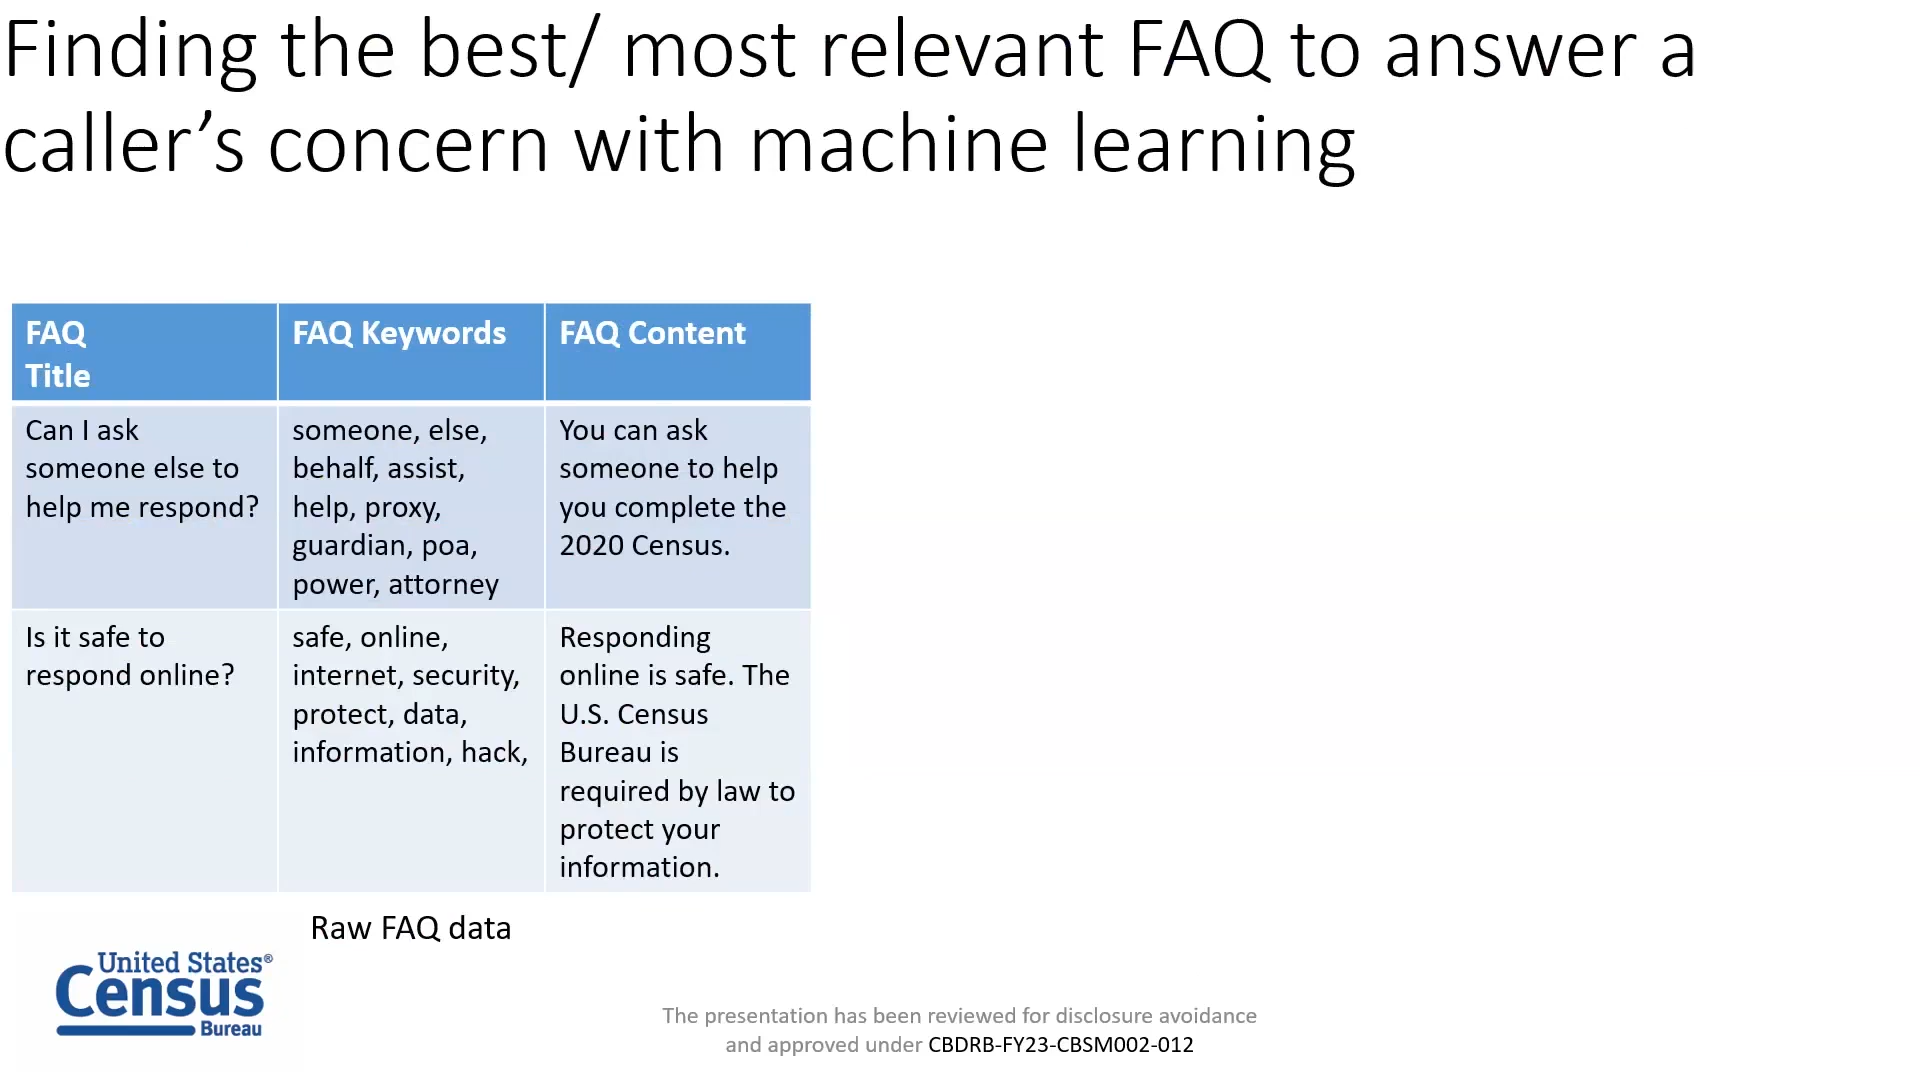 Finding the best/ most relevant FAQ to answer a
caller’s concern with machine learning
FAQ
Title
FAQ Keywords
FAQ Content
Can I ask
someone else to
help me respond?
someone, else,
behalf, assist,
help, proxy,
guardian, poa,
power, attorney
You can ask
someone to help
you complete the
2020 Census.
Is it safe to
respond online?
safe, online,
internet, security,
protect, data,
information, hack,
Responding
online is safe. The
U.S. Census
Bureau is
required by law to
protect your
information.
Raw FAQ data
United States®
Census
Bureau
The presentation has been reviewed for disclosure avoidance
and approved under CBDRB-FY23-CBSM002-012